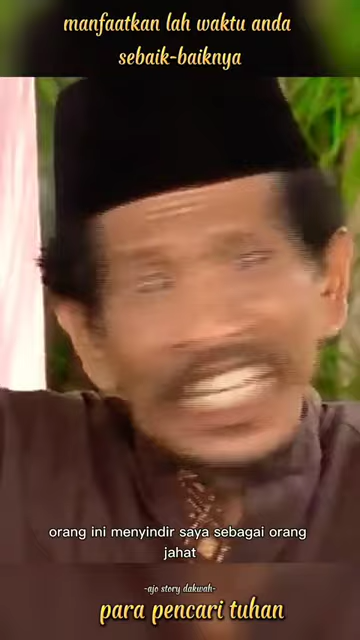 manfaatkan lah waktu anda
sebaik-baiknya
orang ini menyindir saya sebagai orang
jahat
-ajo story dakwah-
para pencari tuhan